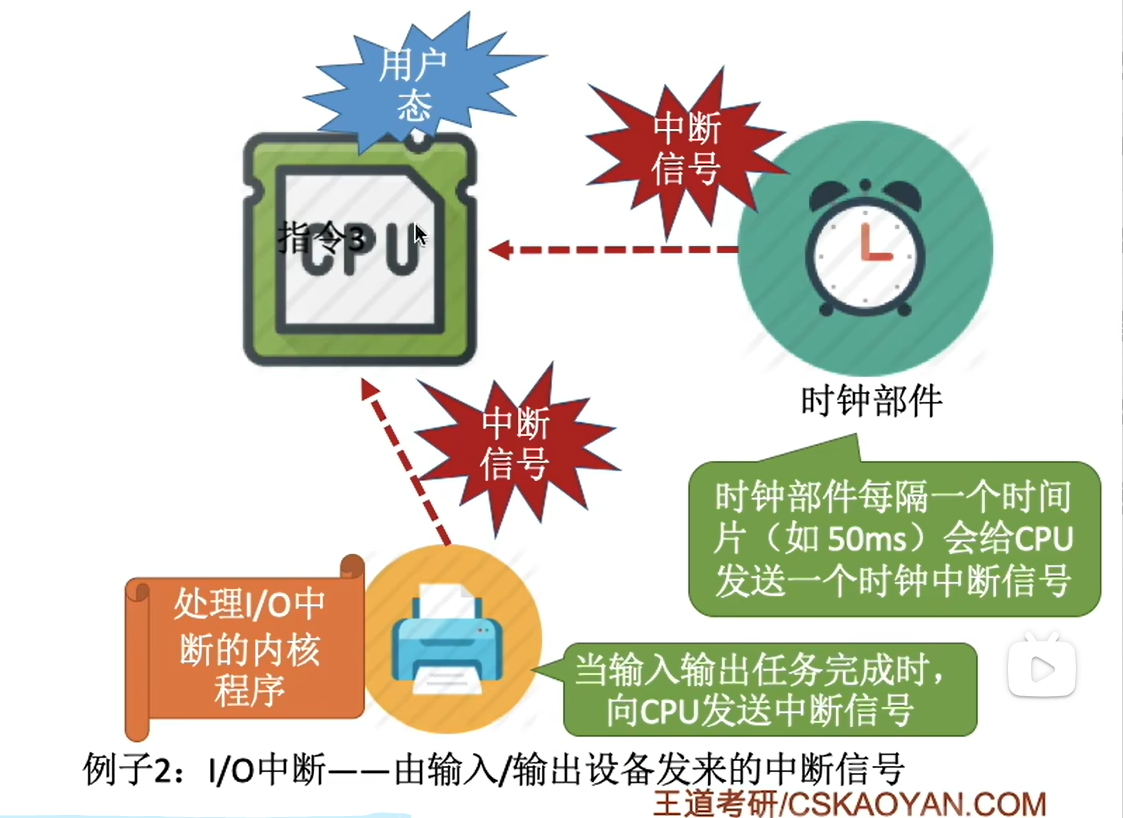 用户
态
中断
信号
指令3
CPU
时钟部件
中断
信号
时钟部件每隔一个时间
片（如 50ms）会给CPU
发送一个时钟中断信号
处理I/O中
断的内核
程序
当输入输出任务完成时，
向CPU发送中断信号
例子2：I/O中断——由输入/输出设备发来的中断信号
王道考研/CSKAOYAN.COM